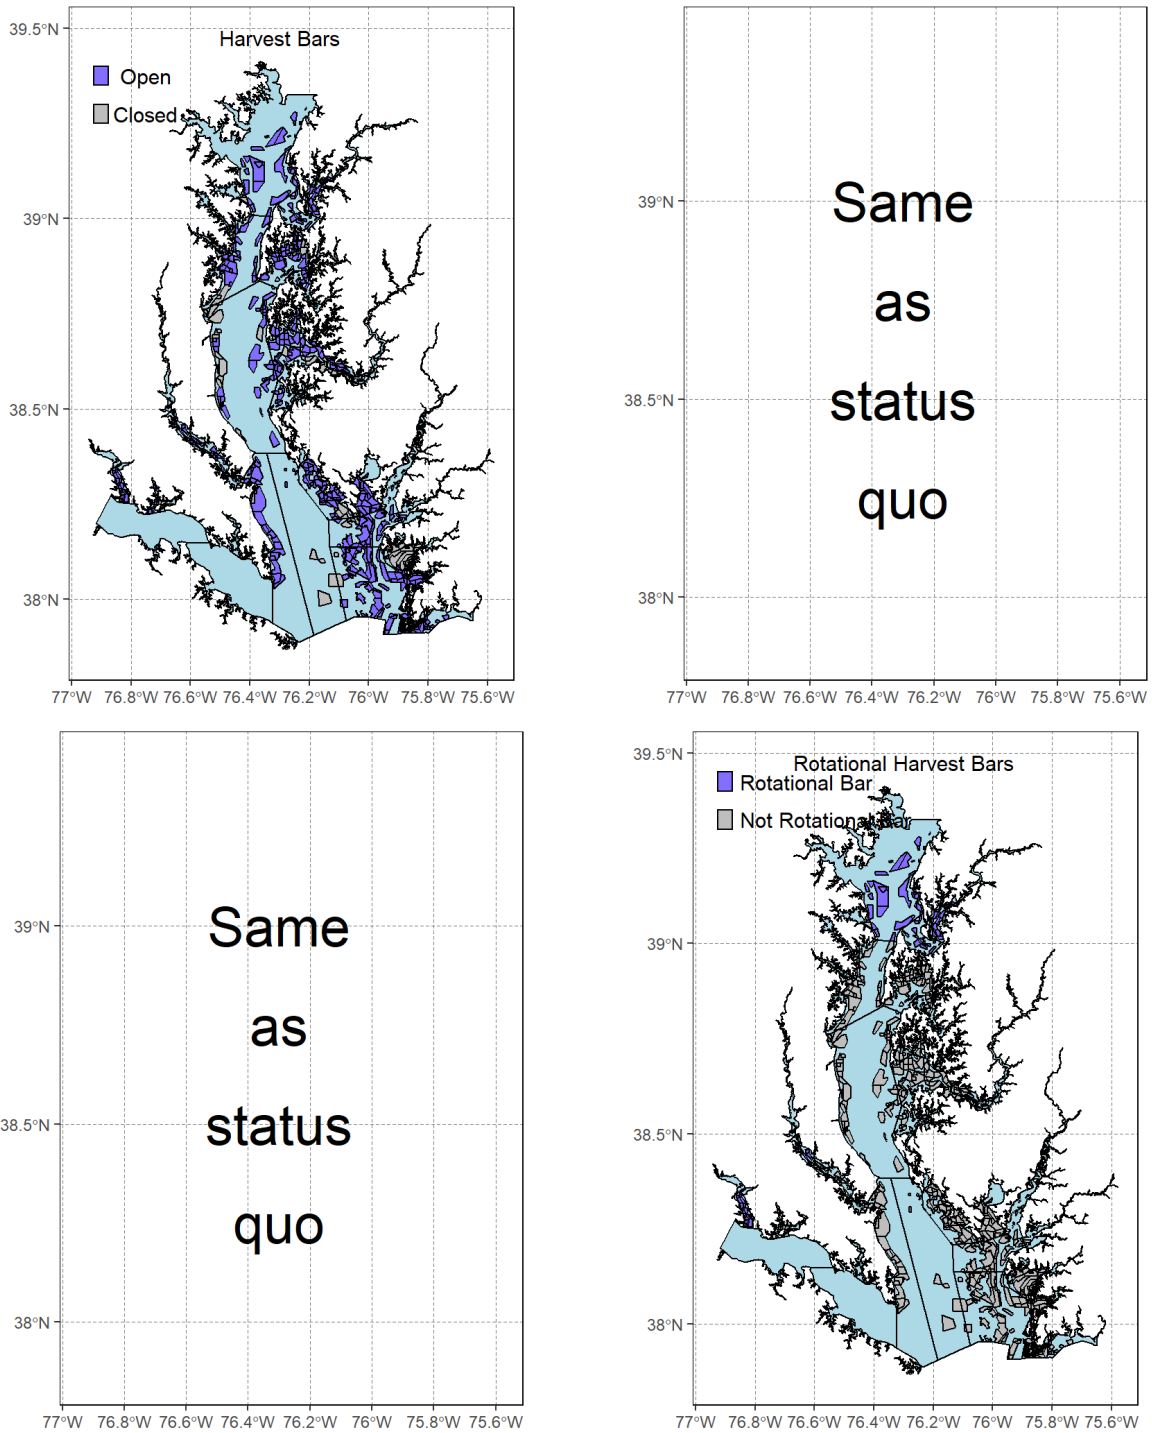 Harvest Bars
Open
Closed
39.5°N
39°N
38.5°N
38°N
77°W 76.8°W 76.6°W 76.4°W 76.2°W 76°W 75.8°W 75.6°W
Same
as
status
quo
39°N
38.5°N
38°N
77°W 76.8°W 76.6°W 76.4°W 76.2°W 76°W 75.8°W 75.6°W
Same
as
status
quo
39°N
38.5°N
38°N
77°W 76.8°W 76.6°W 76.4°W 76.2°W 76°W 75.8°W 75.6°W
Rotational Harvest Bars
Rotational Bar
Not Rotational Bar
39.5°N
39°N
38.5°N
38°N
77°W 76.8°W 76.6°W 76.4°W 76.2°W 76°W 75.8°W 75.6°W